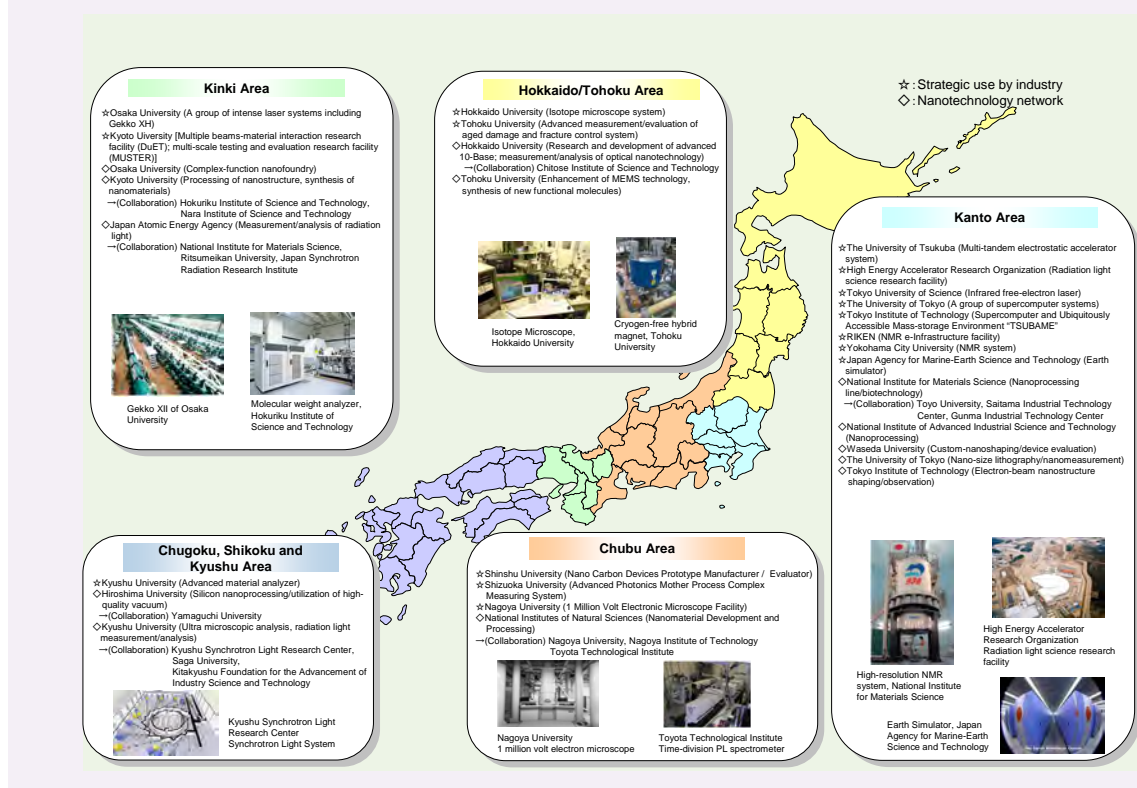 ☆ : Strategic use by industry
◇ : Nanotechnology network
Kinki Area
☆Osaka University (A group of intense laser systems including
Gekko XH)
☆Kyoto Uiversity [Multiple beams-material interaction research
facility (DuET); multi-scale testing and evaluation research facility
(MUSTER)]
◇Osaka University (Complex-function nanofoundry)
◇Kyoto University (Processing of nanostructure, synthesis of
nanomaterials)
→(Collaboration) Hokuriku Institute of Science and Technology,
Nara Institute of Science and Technology
◇Japan Atomic Energy Agency (Measurement/analysis of radiation
light)
→(Collaboration) National Institute for Materials Science,
Ritsumeikan University, Japan Synchrotron
Radiation Research Institute
Gekko XII of Osaka
University
Molecular weight analyzer,
Hokuriku Institute of
Science and Technology
Hokkaido/Tohoku Area
☆Hokkaido University (Isotope microscope system)
☆Tohoku University (Advanced measurement/evaluation of
aged damage and fracture control system)
◇Hokkaido University (Research and development of advanced
10-Base; measurement/analysis of optical nanotechnology)
→(Collaboration) Chitose Institute of Science and Technology
◇Tohoku University (Enhancement of MEMS technology,
synthesis of new functional molecules)
Isotope Microscope,
Hokkaido University
Cryogen-free hybrid
magnet, Tohoku
University
Kanto Area
☆The University of Tsukuba (Multi-tandem electrostatic accelerator
system)
☆High Energy Accelerator Research Organization (Radiation light
science research facility)
☆Tokyo University of Science (Infrared free-electron laser)
☆The University of Tokyo (A group of supercomputer systems)
☆Tokyo Institute of Technology (Supercomputer and Ubiquitously
Accessible Mass-storage Environment "TSUBAME"
☆RIKEN (NMR e-Infrastructure facility)
☆Yokohama City University (NMR system)
☆Japan Agency for Marine-Earth Science and Technology (Earth
simulator)
◇National Institute for Materials Science (Nanoprocessing
line/biotechnology)
→(Collaboration) Toyo University, Saitama Industrial Technology
Center, Gunma Industrial Technology Center
◇National Institute of Advanced Industrial Science and Technology
(Nanoprocessing)
◇Waseda University (Custom-nanoshaping/device evaluation)
◇The University of Tokyo (Nano-size lithography/nanomeasurement)
◇Tokyo Institute of Technology (Electron-beam nanostructure
shaping/observation)
High-resolution NMR
system, National Institute
for Materials Science
High Energy Accelerator
Research Organization
Radiation light science research
facility
Earth Simulator, Japan
Agency for Marine-Earth
Science and Technology
Chugoku, Shikoku and
Kyushu Area
☆Kyushu University (Advanced material analyzer)
◇Hiroshima University (Silicon nanoprocessing/utilization of high-
quality vacuum)
→(Collaboration) Yamaguchi University
◇Kyushu University (Ultra microscopic analysis, radiation light
measurement/analysis)
→(Collaboration) Kyushu Synchrotron Light Research Center,
Saga University,
Kitakyushu Foundation for the Advancement of
Industry Science and Technology
Kyushu Synchrotron Light
Research Center
Synchrotron Light System
Chubu Area
☆Shinshu University (Nano Carbon Devices Prototype Manufacturer / Evaluator)
☆Shizuoka University (Advanced Photonics Mother Process Complex
Measuring System)
☆Nagoya University (1 Million Volt Electronic Microscope Facility)
◇National Institutes of Natural Sciences (Nanomaterial Development and
Processing)
→(Collaboration) Nagoya University, Nagoya Institute of Technology
Toyota Technological Institute
Nagoya University
1 million volt electron microscope
Toyota Technological Institute
Time-division PL spectrometer